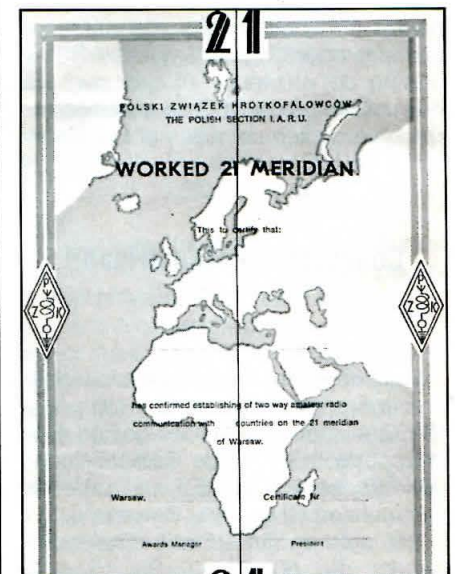 21
POLSKI ZWIĄZEK KROTKOFALOWCÓW
THE POLISH SECTION I.A.R.U.
WORKED 21 MERIDIAN
This to certify that:
P
Z K
P
Z K
has confirmed establishing of two way amateur radio
communication with countries on the 21 meridian
of Warsaw.
Warsaw, Certificate Nr
Awards Manager President
21